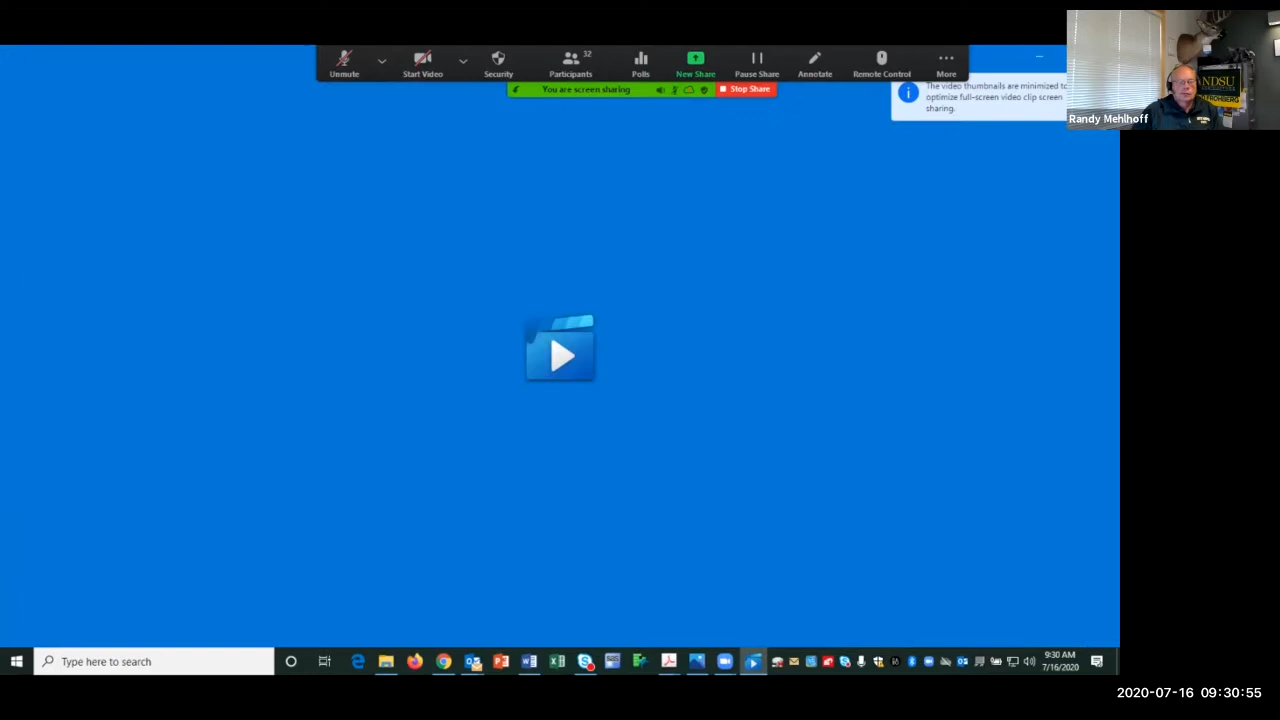 32
Unmute
Start Video
Security
Participants
Polls
New Share
Pause Share
Annotate
Remote Control
More
You are screen sharing
Stop Share
The video thumbnails are minimized to
optimize full-screen video clip screen
sharing.
NDSU
Randy Mehlhoff
Type here to search
9:30 AM
7/16/2020
2020-07-16 09:30:55